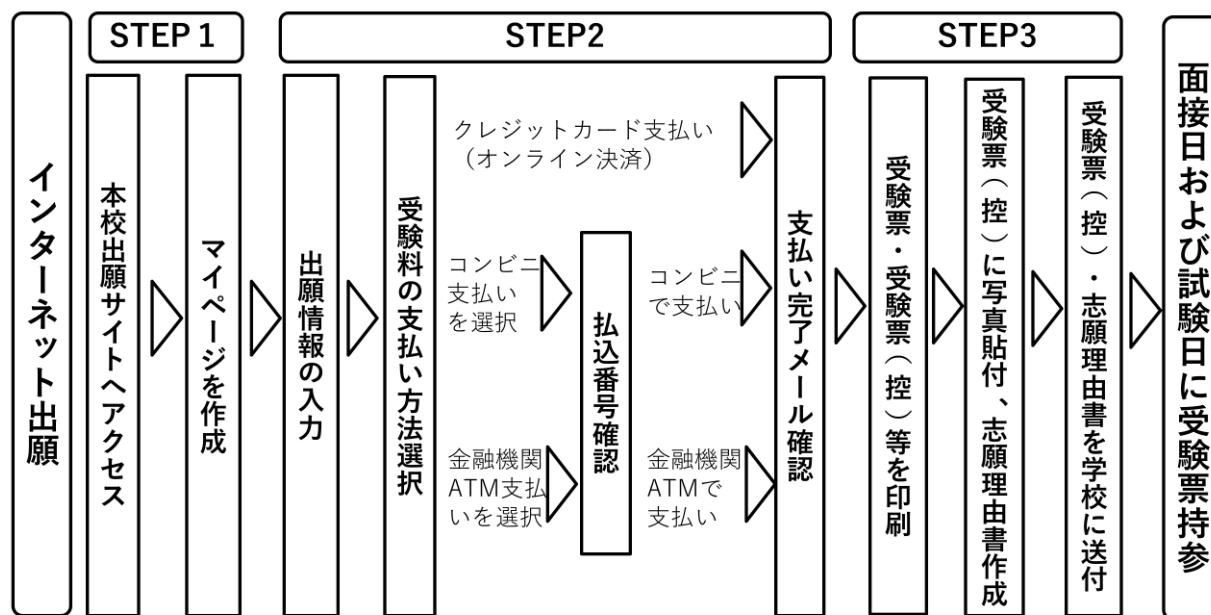 インターネット出願
STEP 1
本校出願サイトへアクセス
マイページを作成
STEP2
出願情報の入力
受験料の支払い方法選択
クレジットカード支払い
（オンライン決済）
コンビニ
支払い
を選択
金融機関
ATM支払
いを選択
払込番号確認
コンビニ
で支払い
金融機関
ATMで
支払い
支払い完了メール確認
STEP3
受験票・受験票（控）等を印刷
受験票（控）に写真貼付、志願理由書作成
受験票（控）・志願理由書を学校に送付
面接日および試験日に受験票持参